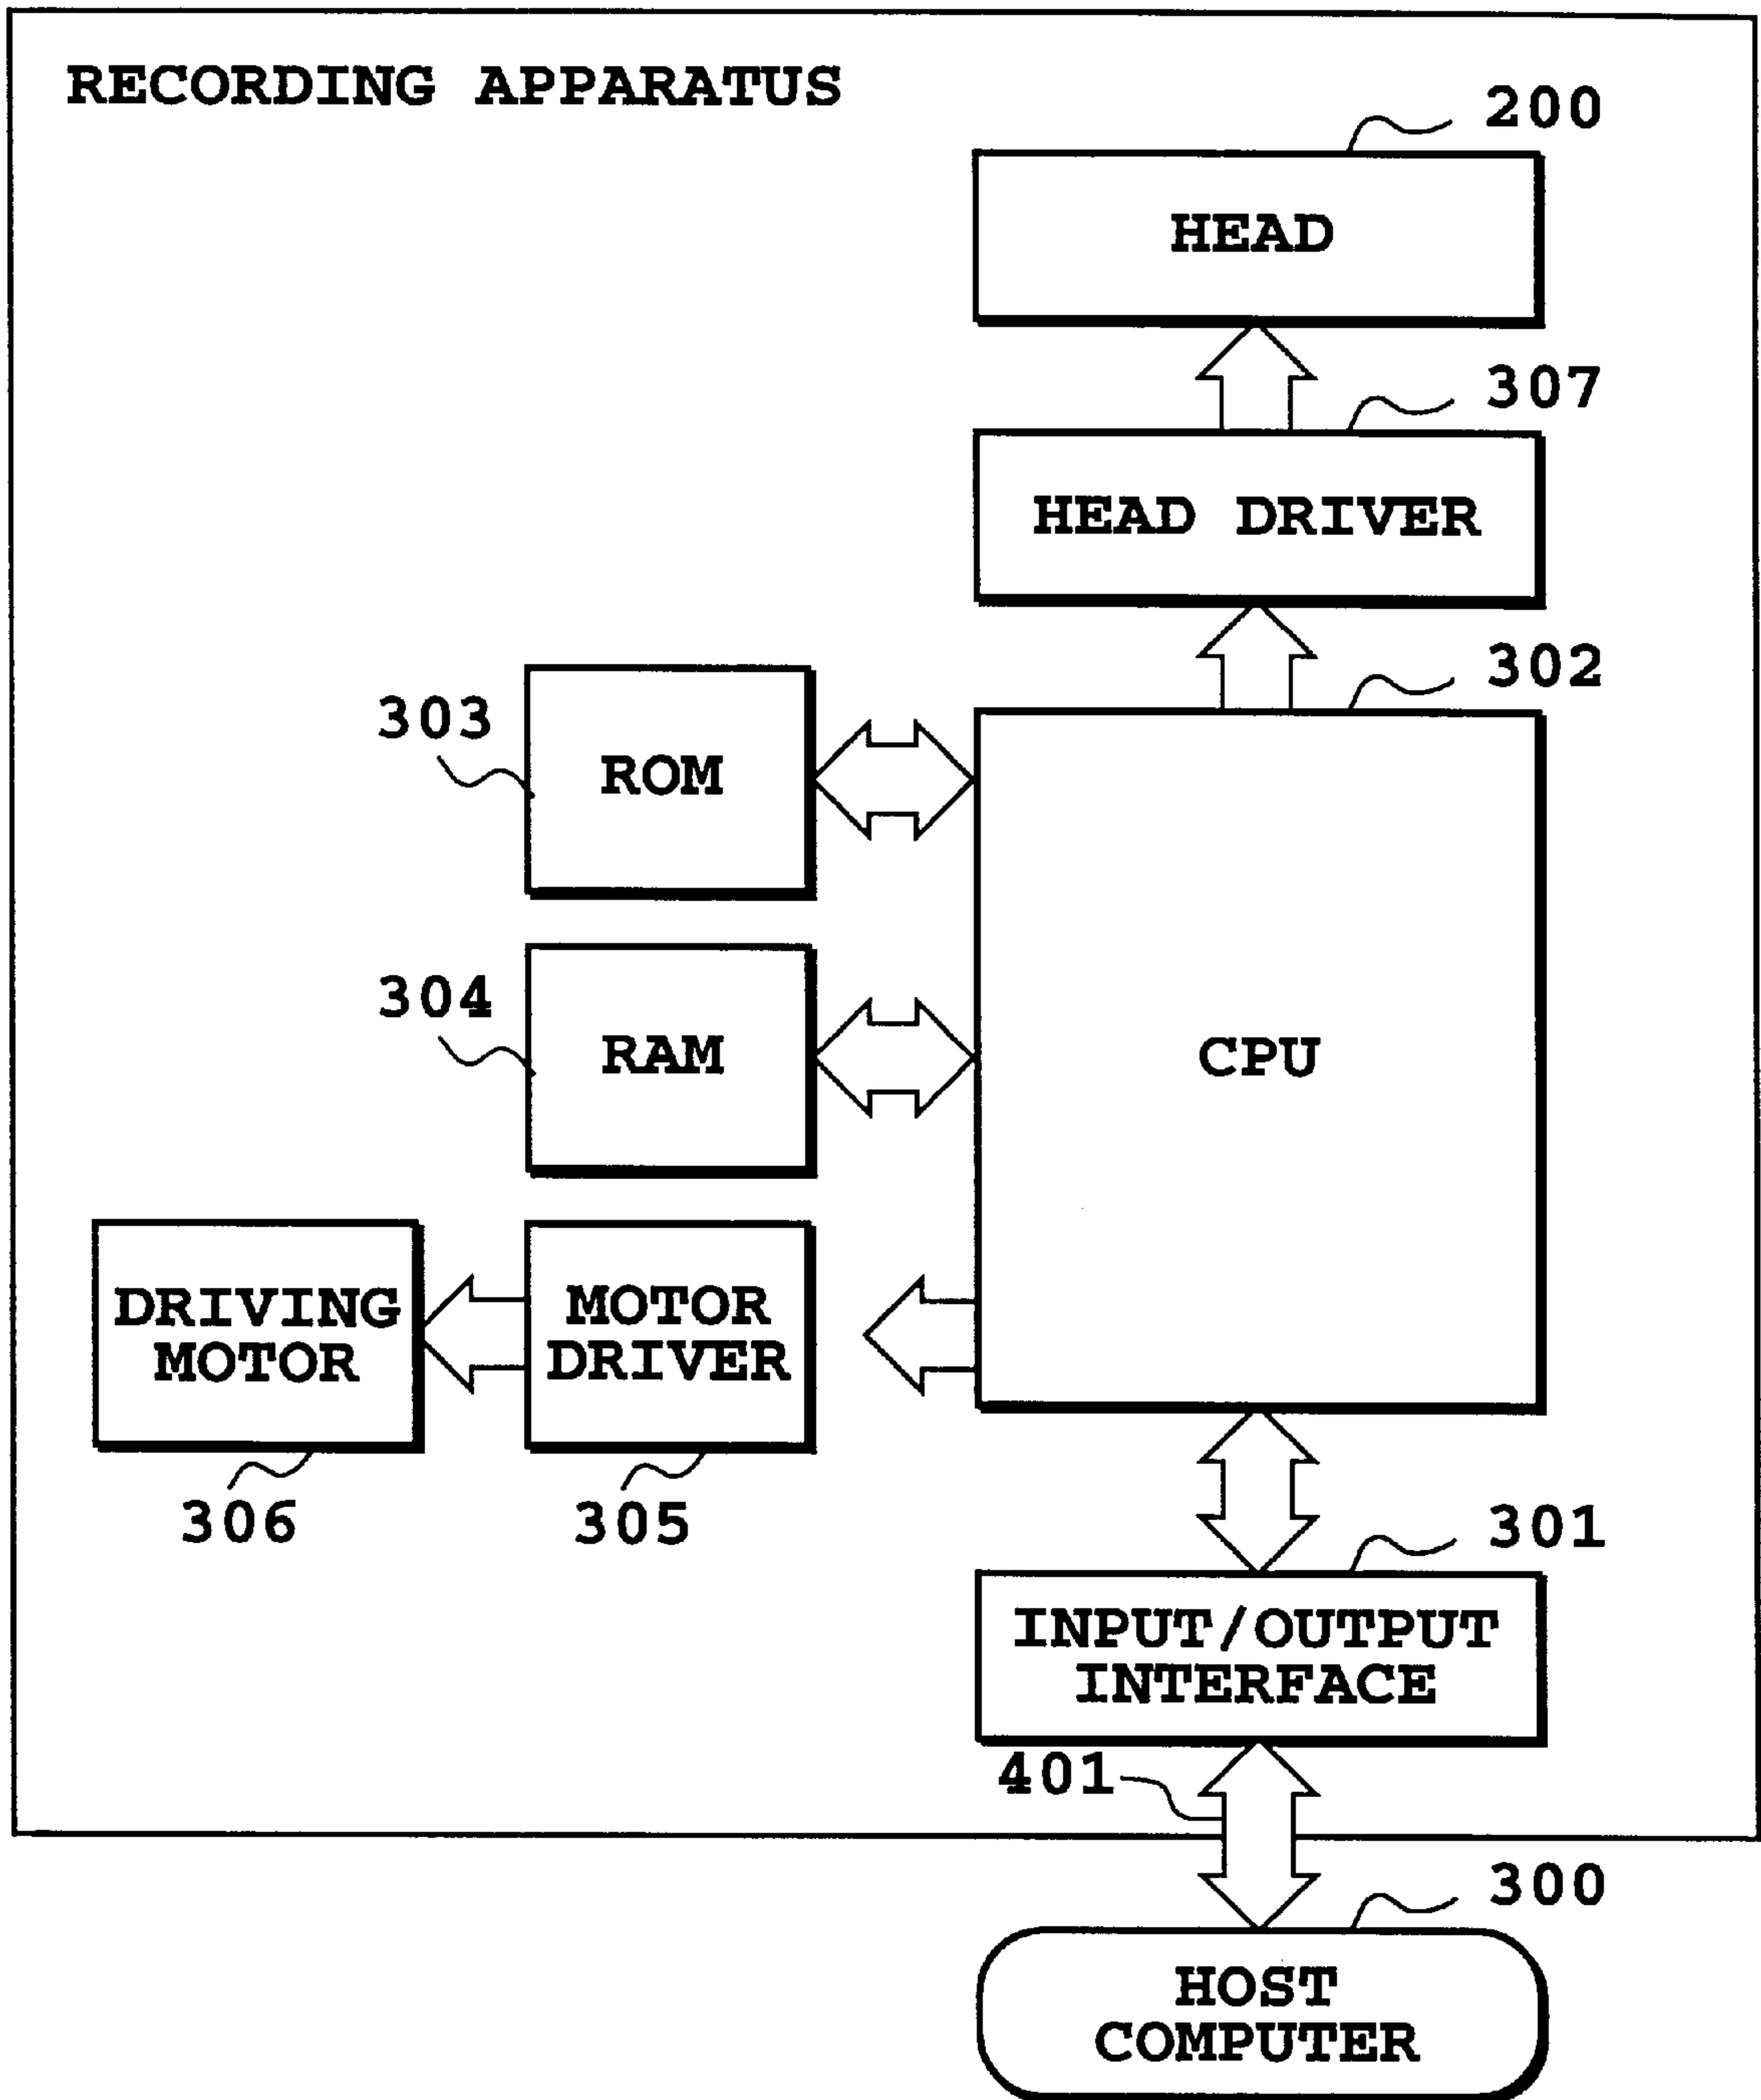 RECORDING APPARATUS
200
HEAD
307
HEAD DRIVER
302
303
ROM
304
RAM
CPU
DRIVING
MOTOR
MOTOR
DRIVER
306
305
301
INPUT/OUTPUT
INTERFACE
401
300
HOST
COMPUTER